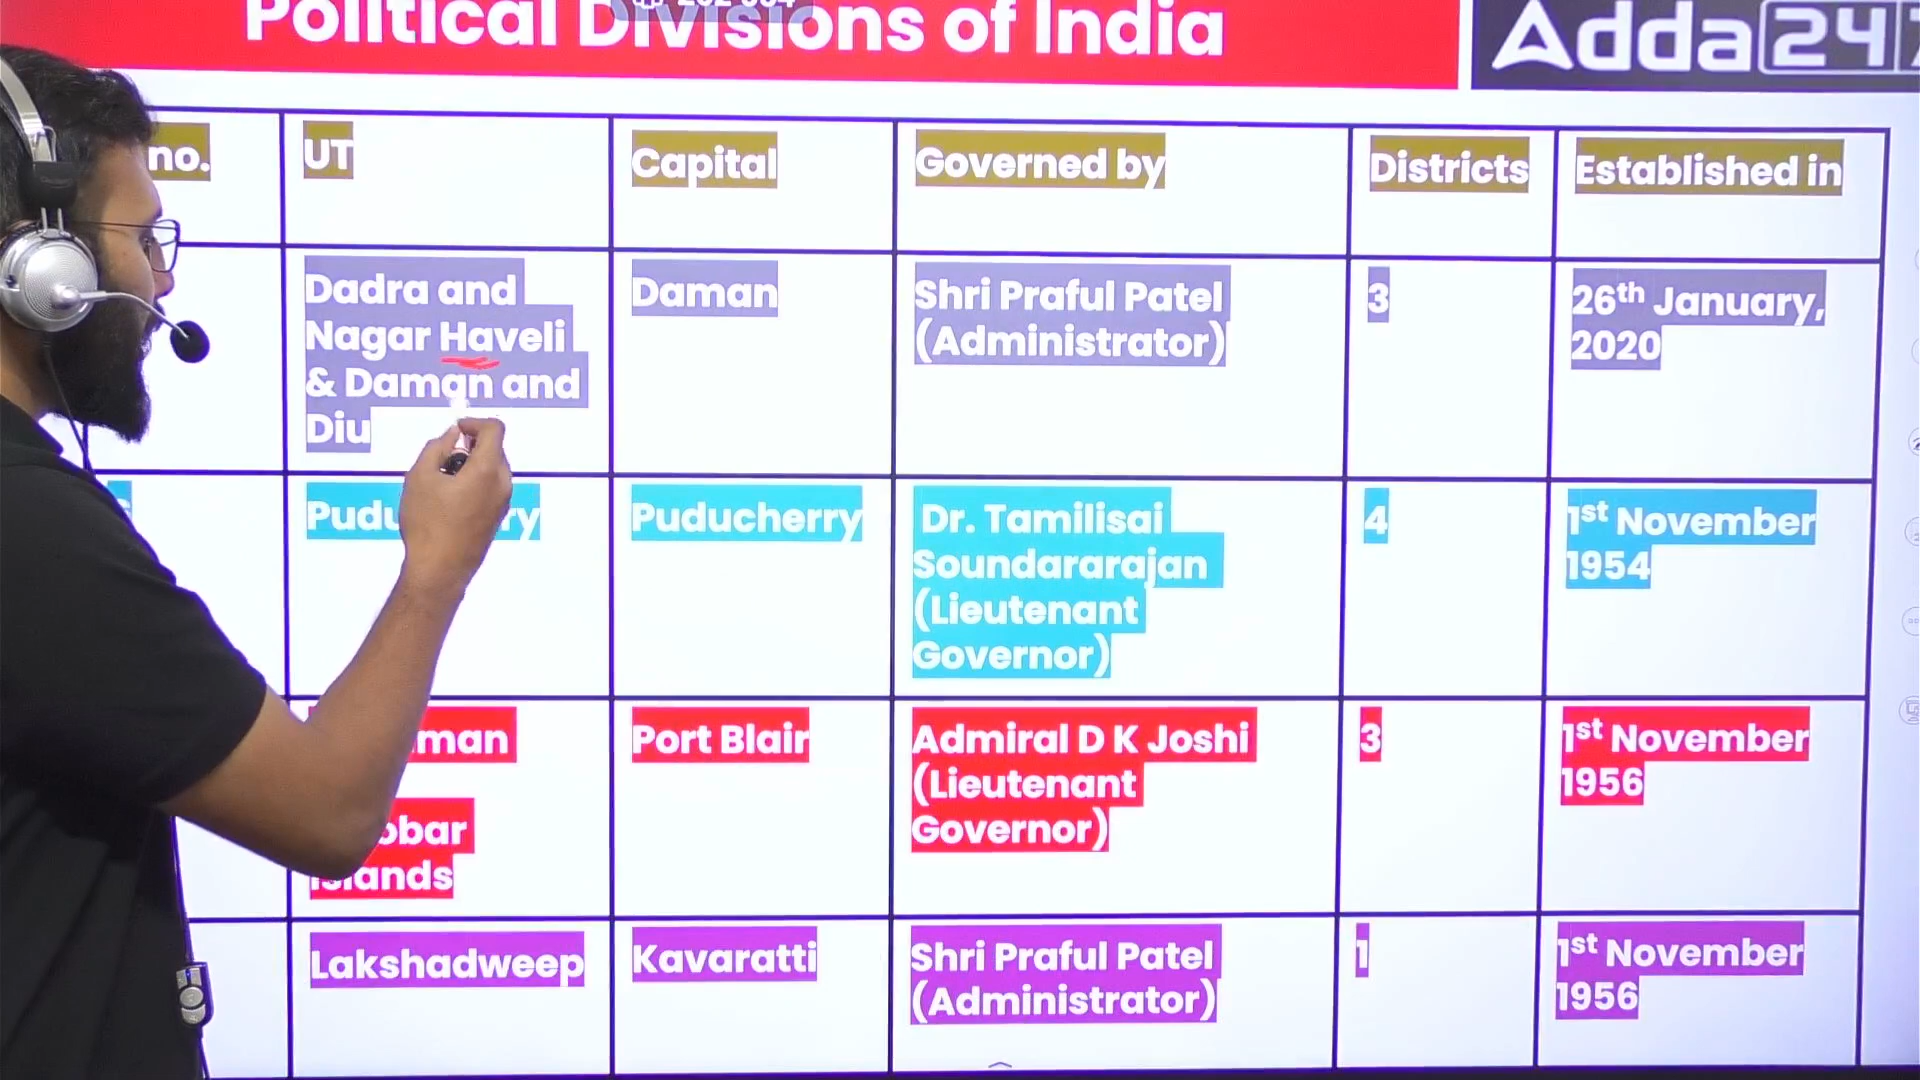 Political Divisions of India
Adda247
no.
UT
Capital
Governed by
Districts
Established in
Dadra and
Nagar Haveli
& Daman and
Diu
Daman
Shri Praful Patel
(Administrator)
3
26th January,
2020
Puducherry
Dr. Tamilisai
Soundararajan
(Lieutenant
Governor)
4
1st November
1954
Port Blair
Admiral D K Joshi
(Lieutenant
Governor)
3
1st November
1956
Islands
Lakshadweep
Kavaratti
Shri Praful Patel
(Administrator)
1
1st November
1956